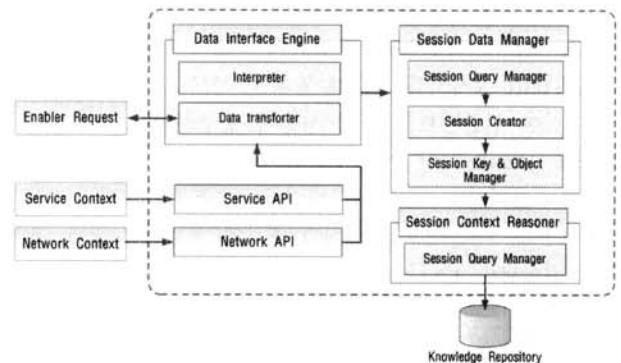 Data Interface Engine
Interpreter
Data transforter
Enabler Request
Service Context
Service API
Network Context
Network API
Session Data Manager
Session Query Manager
Session Creator
Session Key & Object
Manager
Session Context Reasoner
Session Query Manager
Knowledge Repository